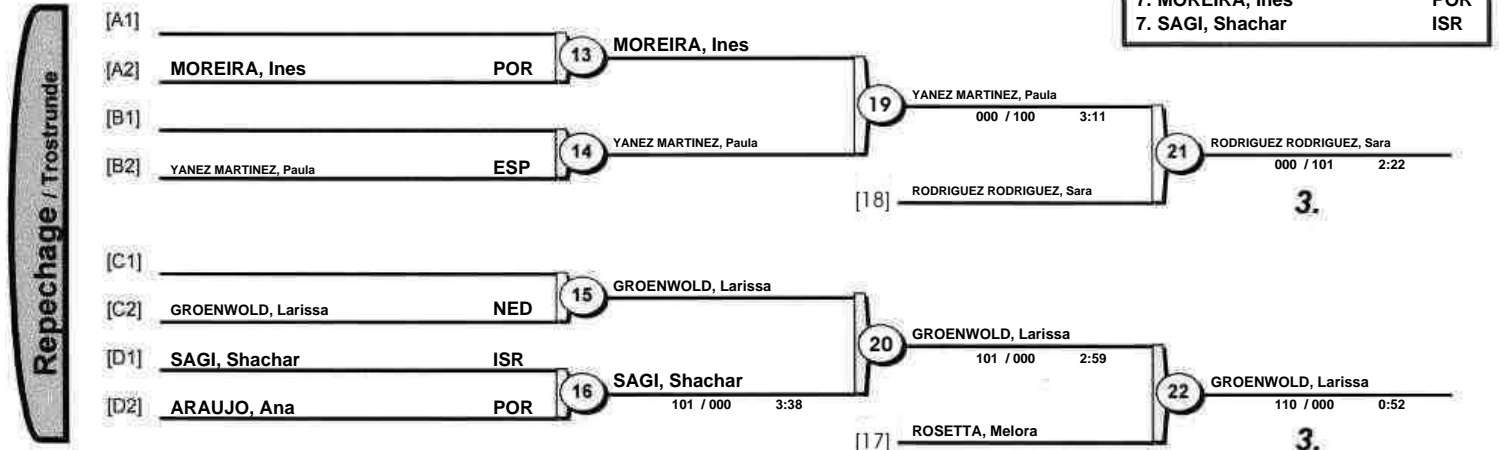 7. MOREIRA, Ines POR
7. SAGI, Shachar ISR
Repechage / Trostrunde
[A1]
[A2] MOREIRA, Ines POR
13 MOREIRA, Ines
[B1]
[B2] YANEZ MARTINEZ, Paula ESP
14 YANEZ MARTINEZ, Paula
19 YANEZ MARTINEZ, Paula
000 / 100 3:11
[18] RODRIGUEZ RODRIGUEZ, Sara
21 RODRIGUEZ RODRIGUEZ, Sara
000 / 101 2:22
3.
[C1]
[C2] GROENWOLD, Larissa NED
15 GROENWOLD, Larissa
[D1] SAGI, Shachar ISR
[D2] ARAUJO, Ana POR
16 SAGI, Shachar
101 / 000 3:38
20 GROENWOLD, Larissa
101 / 000 2:59
[17] ROSETTA, Melora
22 GROENWOLD, Larissa
110 / 000 0:52
3.